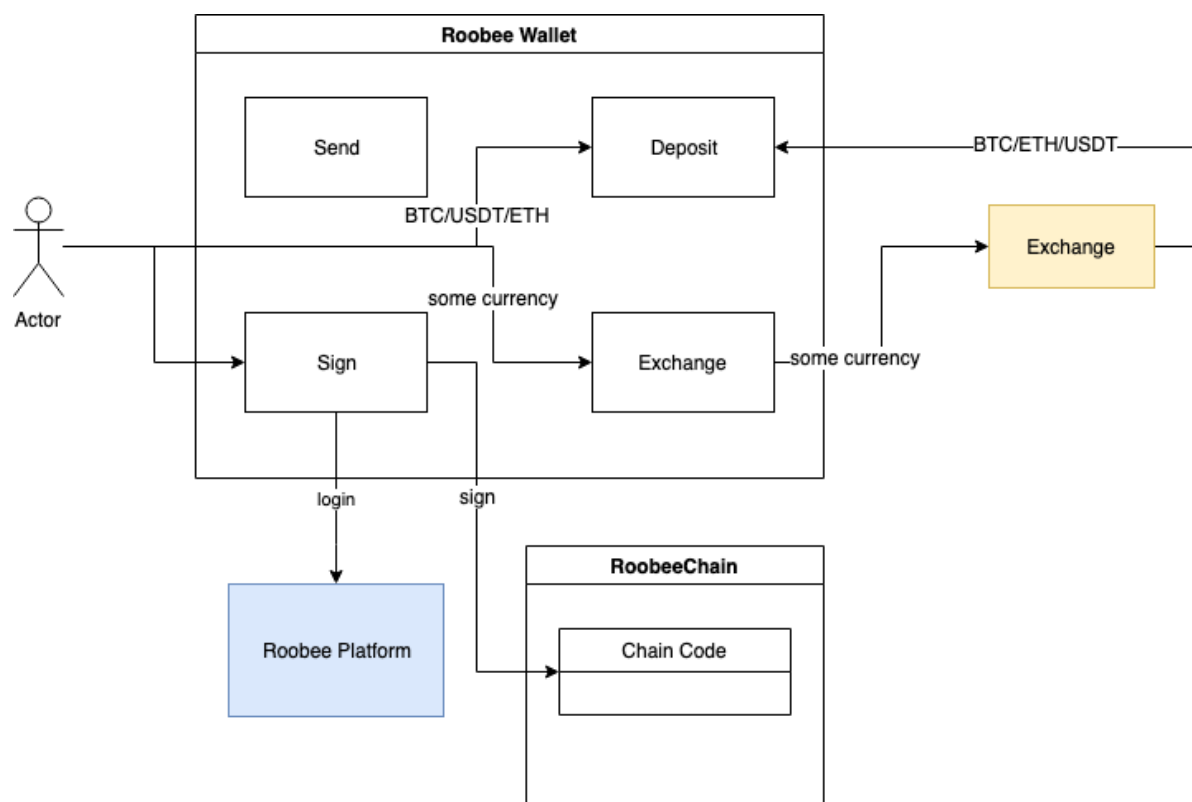 Roobee Wallet
Send
Deposit
BTC/ETH/USDT
BTC/USDT/ETH
Exchange
Actor
some currency
Sign
Exchange
some currency
login
sign
RoobeeChain
Roobee Platform
Chain Code